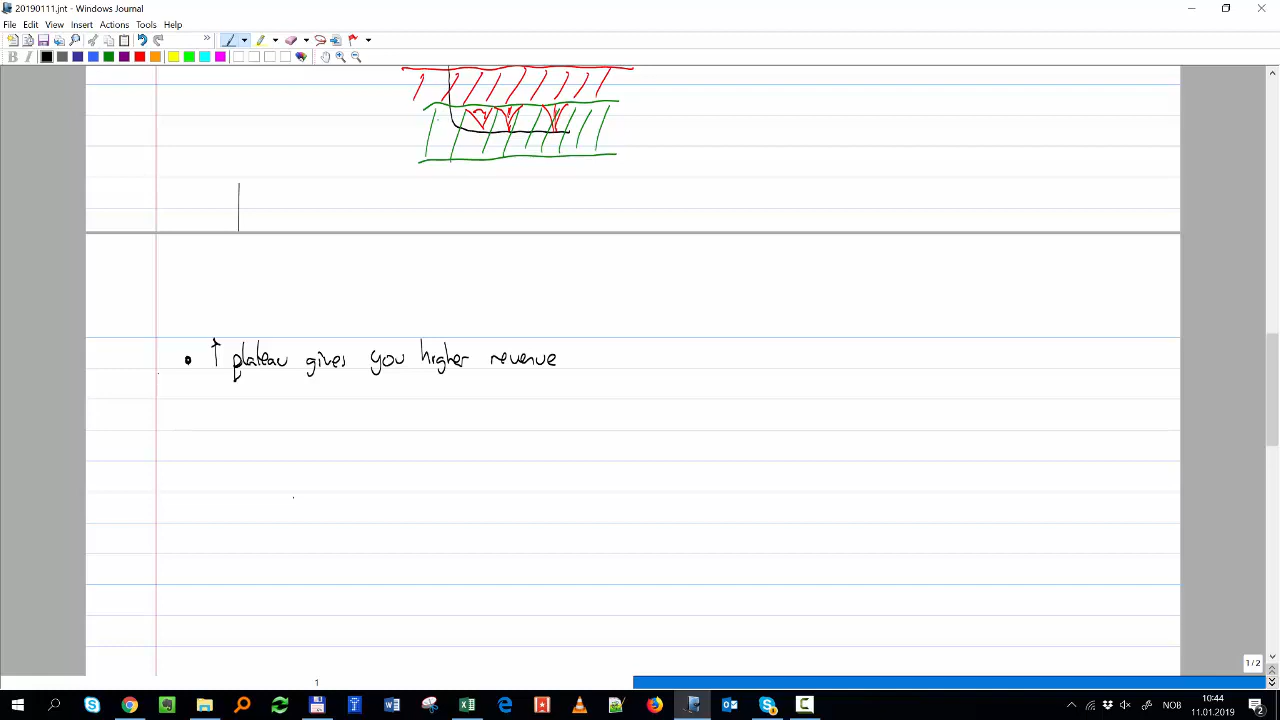 20190111.jnt - Windows Journal
File Edit View Insert Actions Tools Help
B I
• ↑ plateau gives you higher revenue
1/2
1
10:44
NOB
11.01.2019